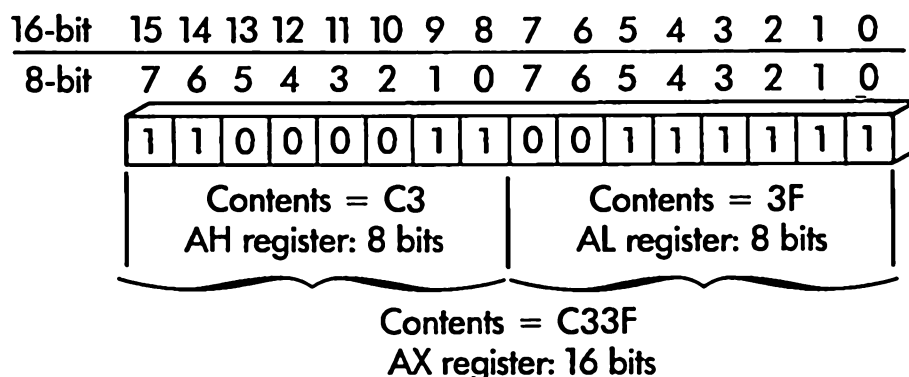 16-bit 15 14 13 12 11 10 9 8 7 6 5 4 3 2 1 0
8-bit 7 6 5 4 3 2 1 0 7 6 5 4 3 2 1 0
1 1 0 0 0 0 1 1 0 0 1 1 1 1 1 1
Contents = C3 Contents = 3F
AH register: 8 bits AL register: 8 bits
Contents = C33F
AX register: 16 bits